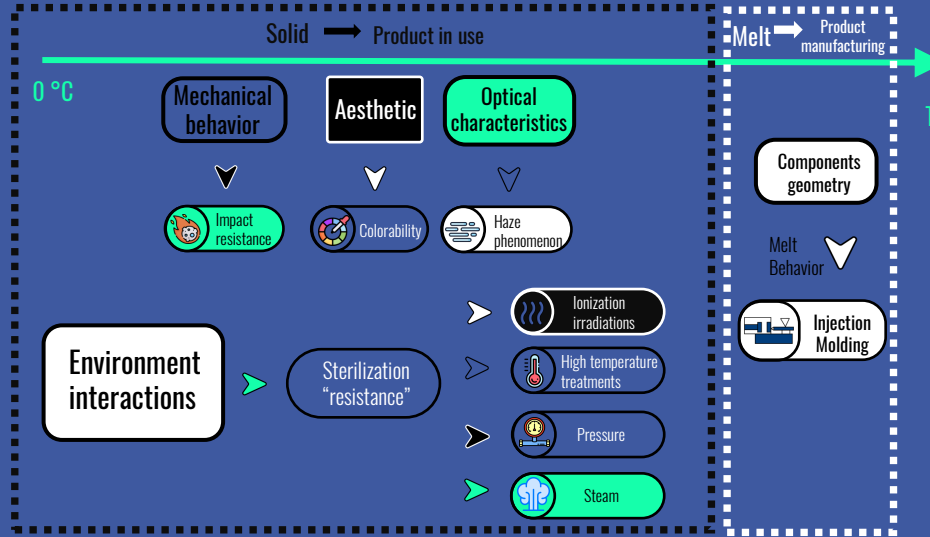 Solid
Product in use
Melt
Product
manufacturing
0 °C
Mechanical
behavior
Aesthetic
Optical
characteristics
Impact
resistance
Colorability
Haze
phenomenon
Components
geometry
Melt
Behavior
Injection
Molding
Environment
interactions
Sterilization
“resistance”
Ionization
irradiations
High temperature
treatments
Pressure
Steam